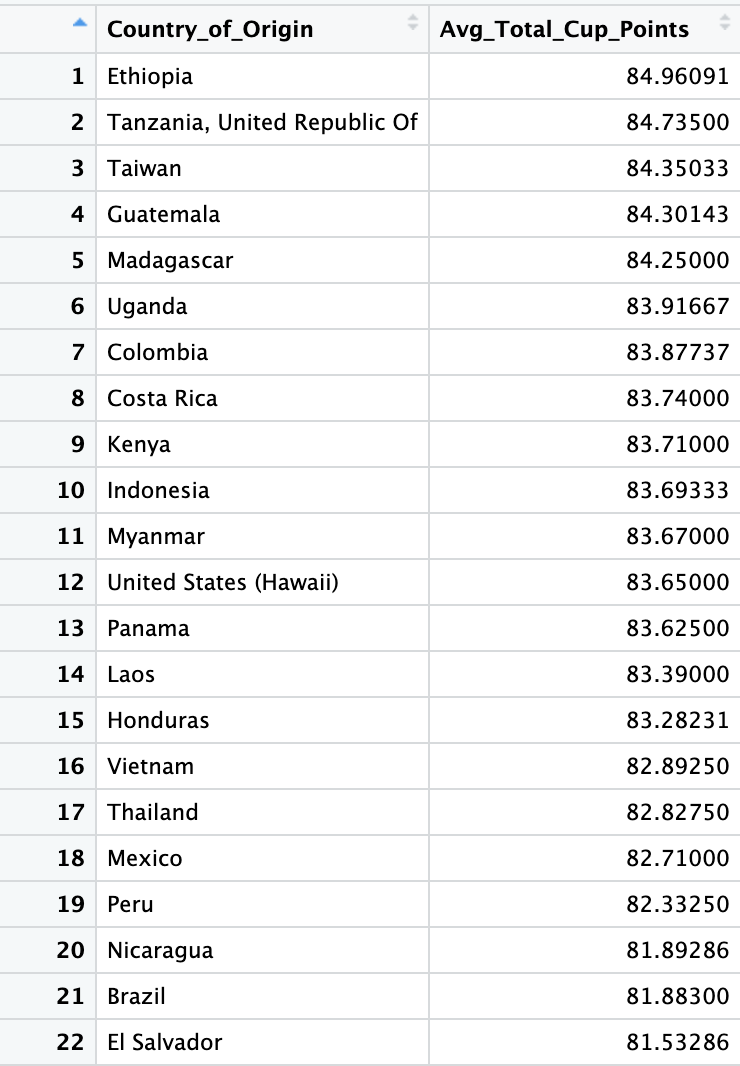 Country_of_Origin Avg_Total_Cup_Points
1 Ethiopia 84.96091
2 Tanzania, United Republic Of 84.73500
3 Taiwan 84.35033
4 Guatemala 84.30143
5 Madagascar 84.25000
6 Uganda 83.91667
7 Colombia 83.87737
8 Costa Rica 83.74000
9 Kenya 83.71000
10 Indonesia 83.69333
11 Myanmar 83.67000
12 United States (Hawaii) 83.65000
13 Panama 83.62500
14 Laos 83.39000
15 Honduras 83.28231
16 Vietnam 82.89250
17 Thailand 82.82750
18 Mexico 82.71000
19 Peru 82.33250
20 Nicaragua 81.89286
21 Brazil 81.88300
22 El Salvador 81.53286